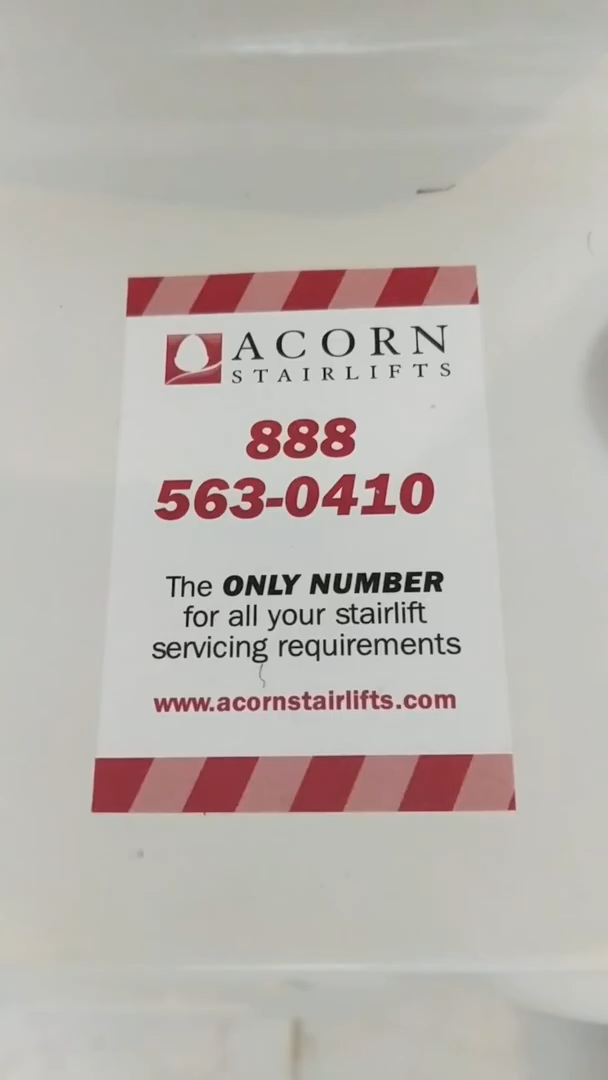 ACORN
STAIRLIFTS
888
563-0410
The ONLY NUMBER
for all your stairlift
servicing requirements
www.acornstairlifts.com